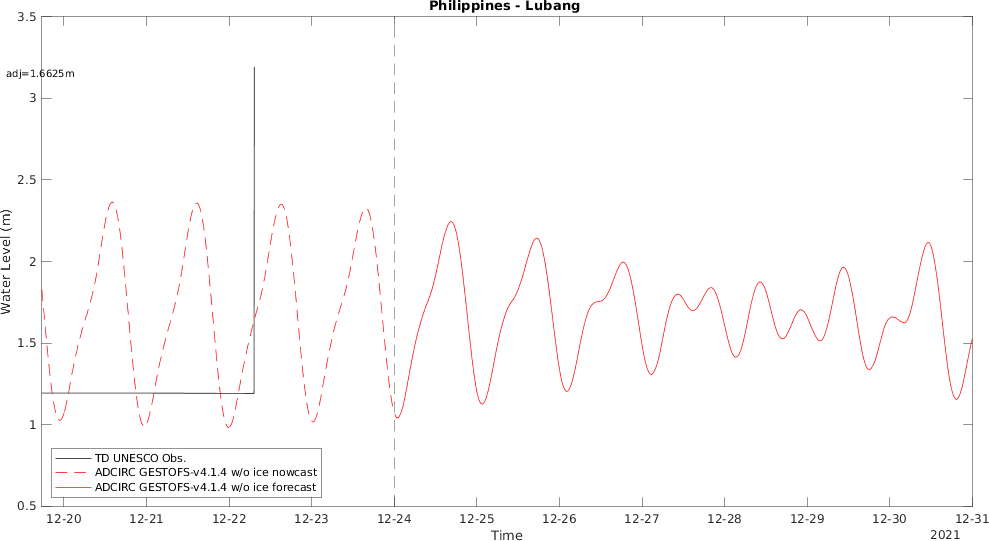 Philippines - Lubang
adj=1.6625m
3.5
3
2.5
2
1.5
1
0.5
Water Level (m)
TD UNESCO Obs.
ADCIRC GESTOFS-v4.1.4 w/o ice nowcast
ADCIRC GESTOFS-v4.1.4 w/o ice forecast
12-20 12-21 12-22 12-23 12-24 12-25 12-26 12-27 12-28 12-29 12-30 12-31
Time
2021